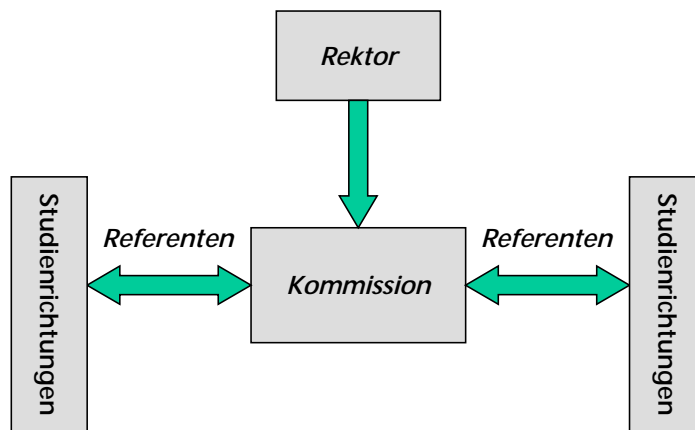 Rektor
Studienrichtungen
Referenten
Kommission
Referenten
Studienrichtungen